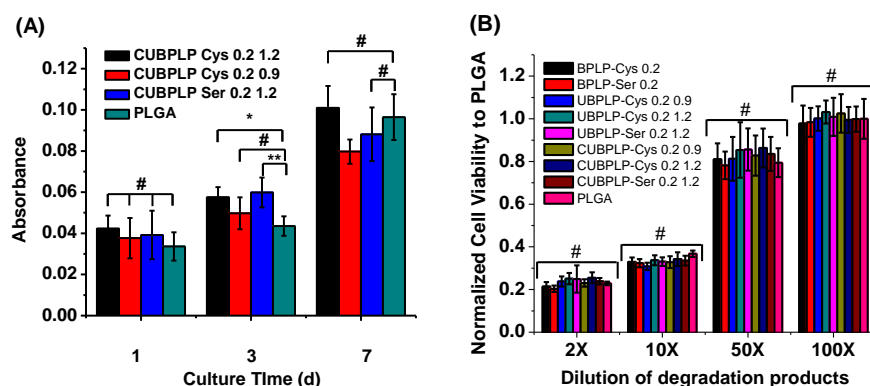 (A)
#
CUBPLP Cys 0.2 1.2
CUBPLP Cys 0.2 0.9
CUBPLP Ser 0.2 1.2
PLGA
#
*
#
**
#
0.12
0.10
0.08
0.06
0.04
0.02
0.00
Absorbance
1 3 7
Culture TIme (d)
(B)
BPLP-Cys 0.2
BPLP-Ser 0.2
UBPLP-Cys 0.2 0.9
UBPLP-Cys 0.2 1.2
UBPLP-Ser 0.2 1.2
CUBPLP-Cys 0.2 0.9
CUBPLP-Cys 0.2 1.2
CUBPLP-Ser 0.2 1.2
PLGA
# # # #
1.2
1.0
0.8
0.6
0.4
0.2
0.0
Normalized Cell Viability to PLGA
2X 10X 50X 100X
Dilution of degradation products